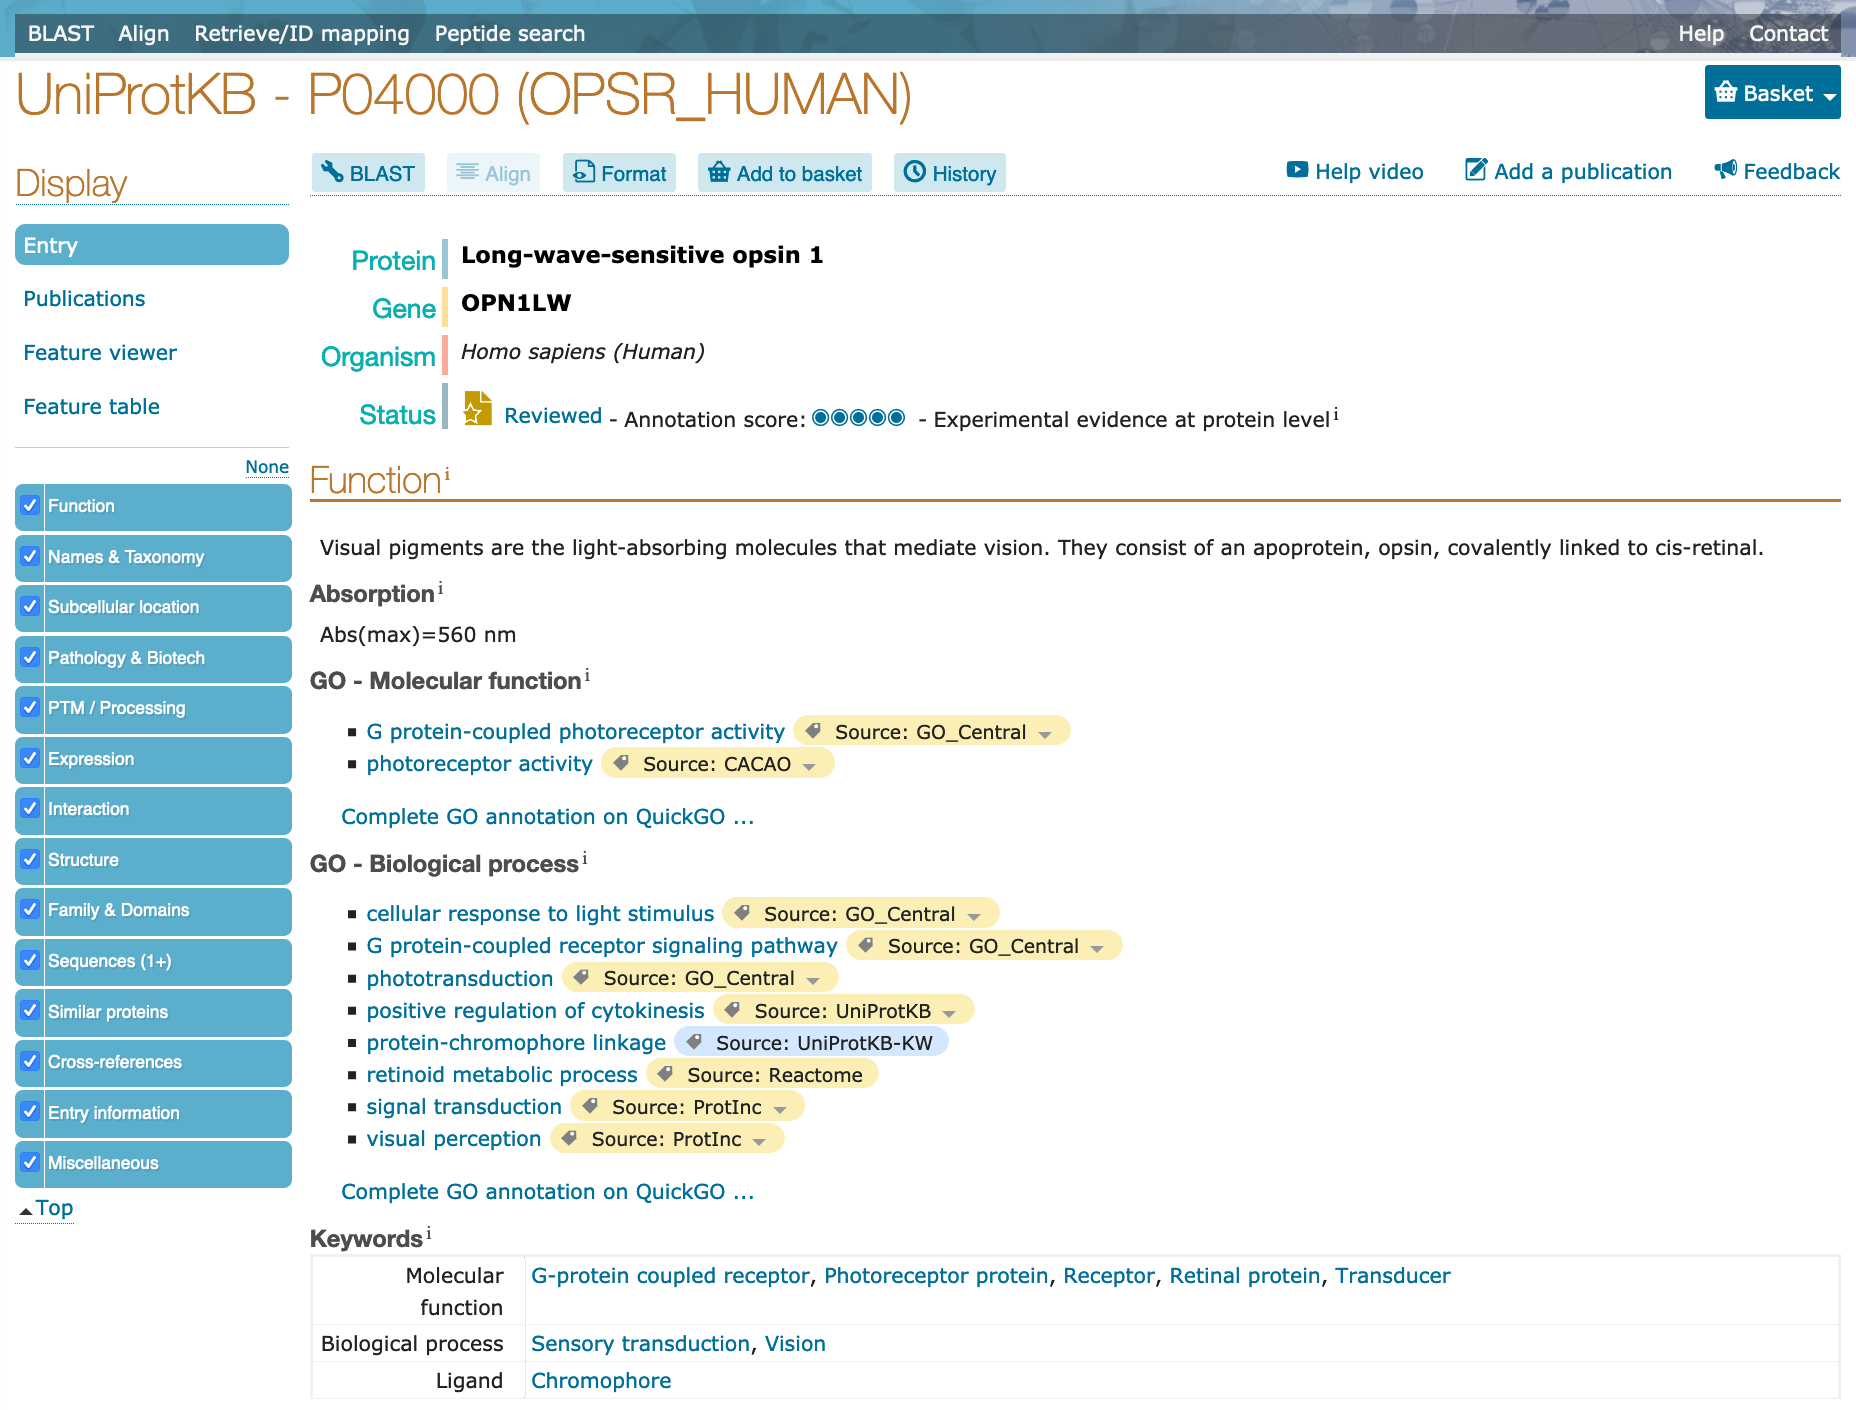 BLAST Align Retrieve/ID mapping Peptide search Help Contact
UniProtKB - P04000 (OPSR_HUMAN)
Basket
Display
BLAST Align Format Add to basket History Help video Add a publication Feedback
Entry
Publications
Feature viewer
Feature table
None
Function
Names & Taxonomy
Subcellular location
Pathology & Biotech
PTM / Processing
Expression
Interaction
Structure
Family & Domains
Sequences (1+)
Similar proteins
Cross-references
Entry information
Miscellaneous
Top
Protein Long-wave-sensitive opsin 1
Gene OPN1LW
Organism Homo sapiens (Human)
Status Reviewed - Annotation score: - Experimental evidence at protein level i
Function i
Visual pigments are the light-absorbing molecules that mediate vision. They consist of an apoprotein, opsin, covalently linked to cis-retinal.
Absorption i
Abs(max)=560 nm
GO - Molecular function i
G protein-coupled photoreceptor activity Source: GO_Central
photoreceptor activity Source: CACAO
Complete GO annotation on QuickGO ...
GO - Biological process i
cellular response to light stimulus Source: GO_Central
G protein-coupled receptor signaling pathway Source: GO_Central
phototransduction Source: GO_Central
positive regulation of cytokinesis Source: UniProtKB
protein-chromophore linkage Source: UniProtKB-KW
retinoid metabolic process Source: Reactome
signal transduction Source: ProtInc
visual perception Source: ProtInc
Complete GO annotation on QuickGO ...
Keywords i
Molecular G-protein coupled receptor, Photoreceptor protein, Receptor, Retinal protein, Transducer
function
Biological process Sensory transduction, Vision
Ligand Chromophore